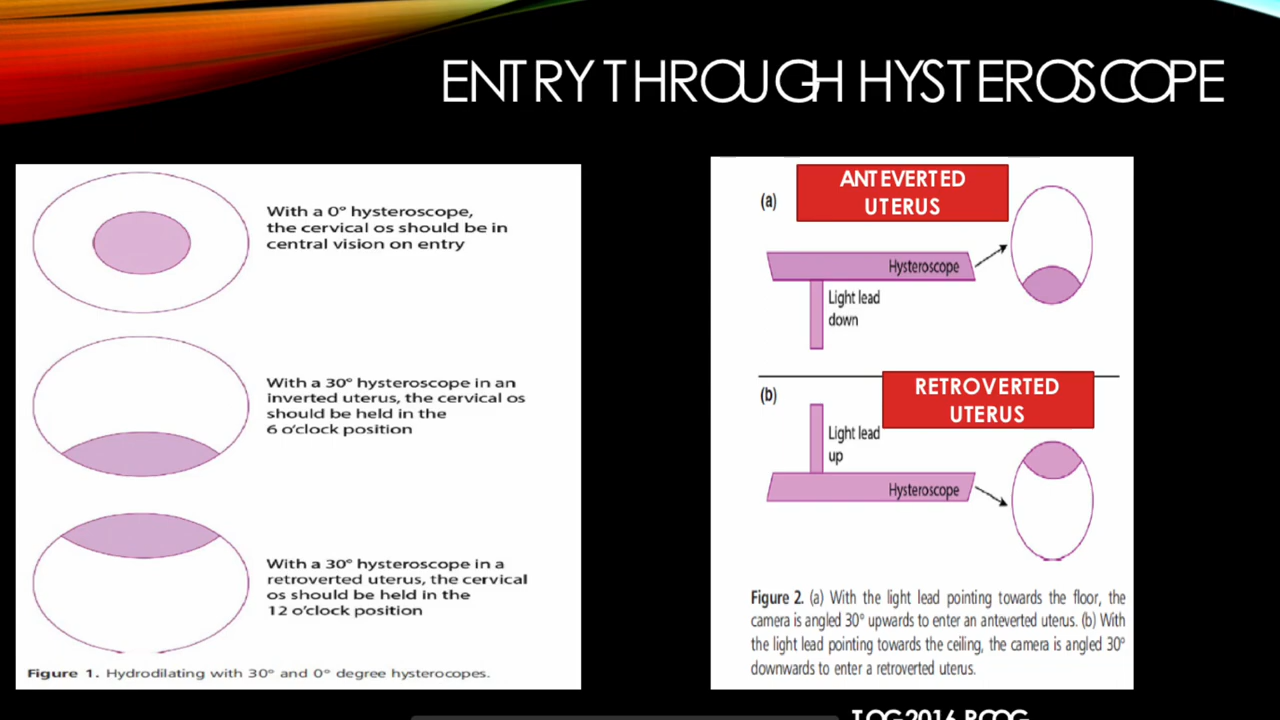 ENTRY THROUGH HYSTEROSCOPE
With a 0° hysteroscope,
the cervical os should be in
central vision on entry
With a 30° hysteroscope in an
inverted uterus, the cervical os
should be held in the
6 o'clock position
With a 30° hysteroscope in a
retroverted uterus, the cervical
os should be held in the
12 o'clock position
Figure 1. Hydrodilating with 30° and 0° degree hysterocopes.
(a)
ANTEVERTED
UTERUS
Hysteroscope
Light lead
down
(b)
RETROVERTED
UTERUS
Light lead
up
Hysteroscope
Figure 2. (a) With the light lead pointing towards the floor, the
camera is angled 30° upwards to enter an anteverted uterus. (b) With
the light lead pointing towards the ceiling, the camera is angled 30°
downwards to enter a retroverted uterus.
TOG 2016 RCOG